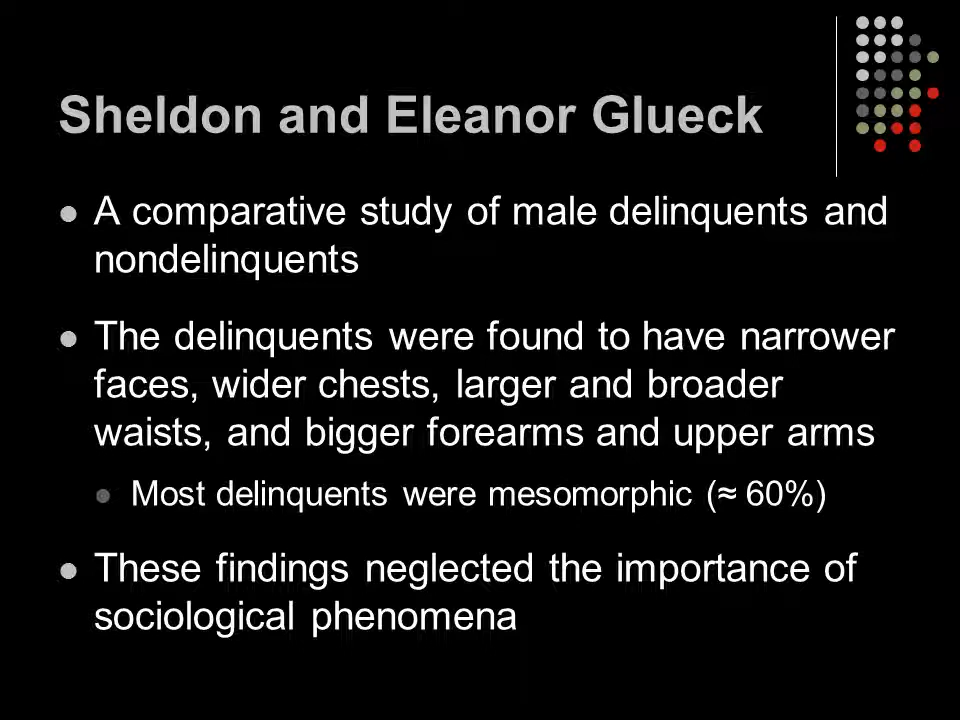 Sheldon and Eleanor Glueck
A comparative study of male delinquents and
nondelinquents
The delinquents were found to have narrower
faces, wider chests, larger and broader
waists, and bigger forearms and upper arms
Most delinquents were mesomorphic (≈ 60%)
These findings neglected the importance of
sociological phenomena